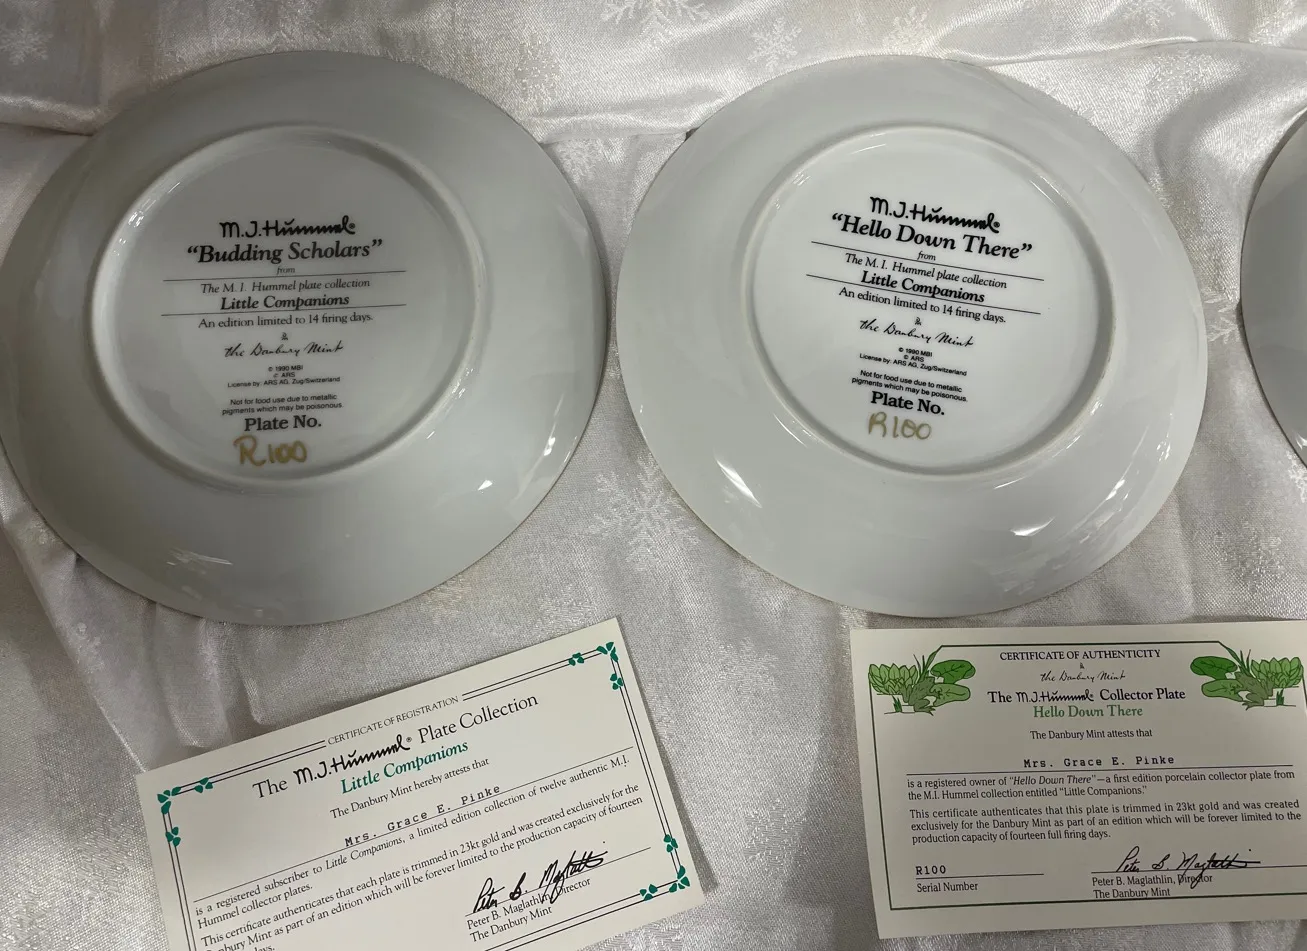 M.J.Hummel®
“Budding Scholars”
from
The M. I. Hummel plate collection
Little Companions
An edition limited to 14 firing days.
&
the Danbury Mint
© 1990 MBI
© ARS
License by: ARS AG, Zug/Switzerland
Not for food use due to metallic
pigments which may be poisonous.
Plate No.
R100
M.J.Hummel®
“Hello Down There”
from
The M. I. Hummel plate collection
Little Companions
An edition limited to 14 firing days.
&
the Danbury Mint
© 1990 MBI
© ARS
License by: ARS AG, Zug/Switzerland
Not for food use due to metallic
pigments which may be poisonous.
Plate No.
R100
CERTIFICATE OF REGISTRATION
The M.J.Hummel® Plate Collection
Little Companions
The Danbury Mint hereby attests that
Mrs. Grace E. Pinke
is a registered subscriber to Little Companions, a limited edition collection of twelve authentic M.I.
Hummel collector plates.
This certificate authenticates that each plate is trimmed in 23kt gold and was created exclusively for the
Danbury Mint as part of an edition which will be forever limited to the production capacity of fourteen
days.
Peter B. Maglathlin
Peter B. Maglathlin, Director
The Danbury Mint
CERTIFICATE OF AUTHENTICITY
&
the Danbury Mint
The M.J.Hummel® Collector Plate
Hello Down There
The Danbury Mint attests that
Mrs. Grace E. Pinke
is a registered owner of “Hello Down There”—a first edition porcelain collector plate from
the M.I. Hummel collection entitled “Little Companions.”
This certificate authenticates that this plate is trimmed in 23kt gold and was created
exclusively for the Danbury Mint as part of an edition which will be forever limited to the
production capacity of fourteen full firing days.
R100
Serial Number
Peter B. Maglathlin
Peter B. Maglathlin, Director
The Danbury Mint